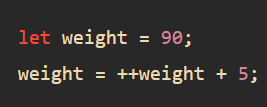 let weight = 90;
weight = ++weight + 5;